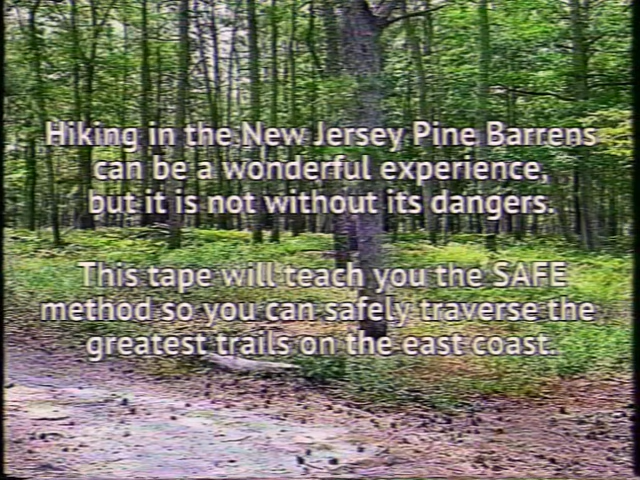 Hiking in the New Jersey Pine Barrens
can be a wonderful experience,
but it is not without its dangers.
This tape will teach you the SAFE
method so you can safely traverse the
greatest trails on the east coast.